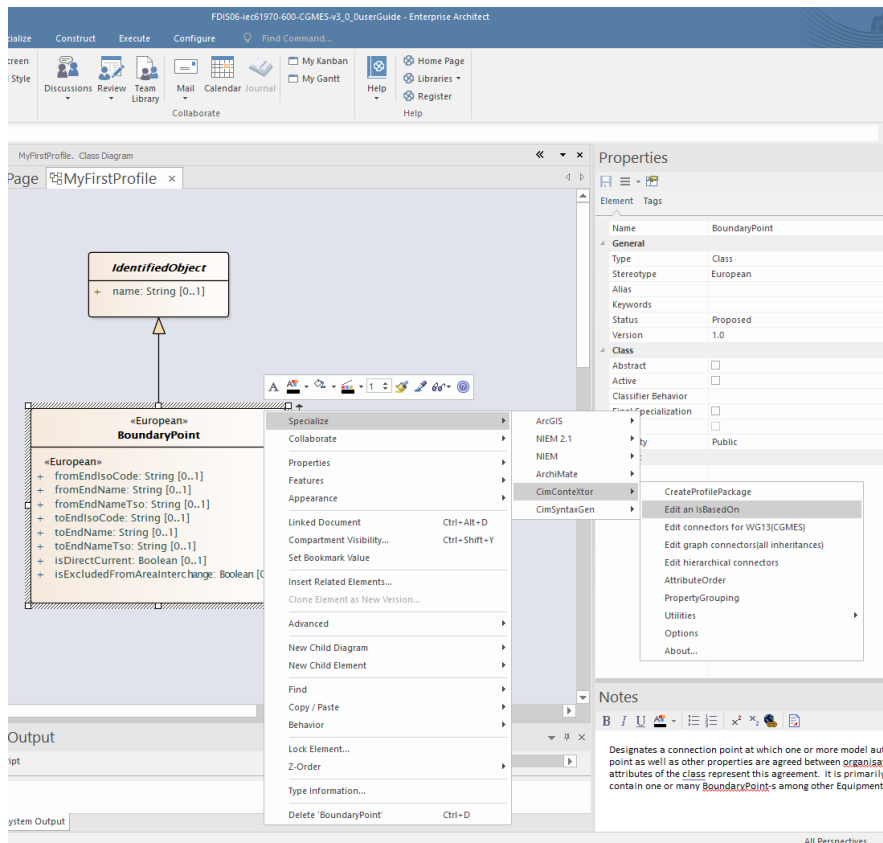 FDIS06-iec61970-600-CGMES-v3_0_0userGuide - Enterprise Architect
cialize Construct Execute Configure Find Command...
creen
l Style
Discussions Review Team Library
Mail Calendar Journal
My Kanban
My Gantt
Help
Home Page
Libraries
Register
Collaborate Help
MyFirstProfile. Class Diagram
Page MyFirstProfile ×
IdentifiedObject
+ name: String [0..1]
1
«European»
BoundaryPoint
«European»
+ fromEndIsoCode: String [0..1]
+ fromEndName: String [0..1]
+ fromEndNameTso: String [0..1]
+ toEndIsoCode: String [0..1]
+ toEndName: String [0..1]
+ toEndNameTso: String [0..1]
+ isDirectCurrent: Boolean [0..1]
+ isExcludedFromAreaInterchange: Boolean [0
Specialize
Collaborate
Properties
Features
Appearance
Linked Document Ctrl+Alt+D
Compartment Visibility... Ctrl+Shift+Y
Set Bookmark Value
Insert Related Elements...
Clone Element as New Version...
Advanced
New Child Diagram
New Child Element
Find
Copy / Paste
Behavior
Lock Element...
Z-Order
Type Information...
Delete 'BoundaryPoint' Ctrl+D
ArcGIS
NIEM 2.1
NIEM
ArchiMate
CimConteXtor
CimSyntaxGen
CreateProfilePackage
Edit an IsBasedOn
Edit connectors for WG13(CGMES)
Edit graph connectors(all inheritances)
Edit hierarchical connectors
AttributeOrder
PropertyGrouping
Utilities
Options
About...
Properties
Element Tags
Name BoundaryPoint
General
Type Class
Stereotype European
Alias
Keywords
Status Proposed
Version 1.0
Class
Abstract
Active
Classifier Behavior
Final Specialization
ty Public
Notes
B I U
Designates a connection point at which one or more model aut
point as well as other properties are agreed between organisat
attributes of the class represent this agreement. It is primarily
contain one or many BoundaryPoint-s among other Equipment
Output
ript
ystem Output
All Perspectives